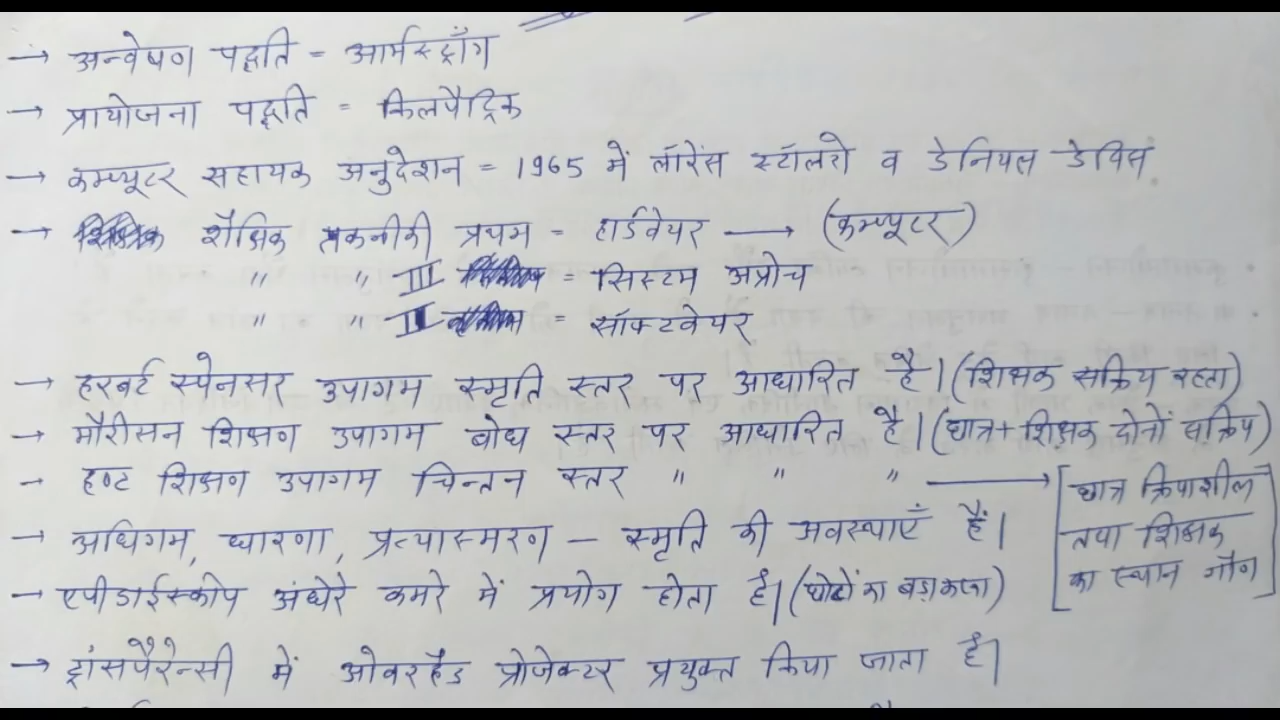 → अन्वेषण पद्धति = आर्मस्ट्राँग
→ प्रायोजना पद्धति = किलपैट्रिक
→ कम्प्यूटर सहायक अनुदेशन = 1965 में लॉरेंस स्टॉलरो व डेनियल डेविस
→ शैक्षिक तकनीकी प्रथम = हार्डवेयर → (कम्प्यूटर)
" " III = सिस्टम अप्रोच
" " II = सॉफ्टवेयर
→ हरबर्ट स्पेनसर उपागम स्मृति स्तर पर आधारित है। (शिक्षक सक्रिय रहता)
→ मौरीसन शिक्षण उपागम बोध स्तर पर आधारित है। (छात्र + शिक्षक दोनों सक्रिय)
- हण्ट शिक्षण उपागम चिन्तन स्तर " " " → [छात्र क्रियाशील
तथा शिक्षक
का स्थान गौण]
→ अधिगम, धारणा, प्रत्यास्मरण – स्मृति की अवस्थाएँ हैं।
→ एपीडाईस्कोप अंधेरे कमरे में प्रयोग होता है। (छोटों का बड़ा करना)
→ ट्रांसपैरेन्सी में ओवरहैड प्रोजेक्टर प्रयुक्त किया जाता है।